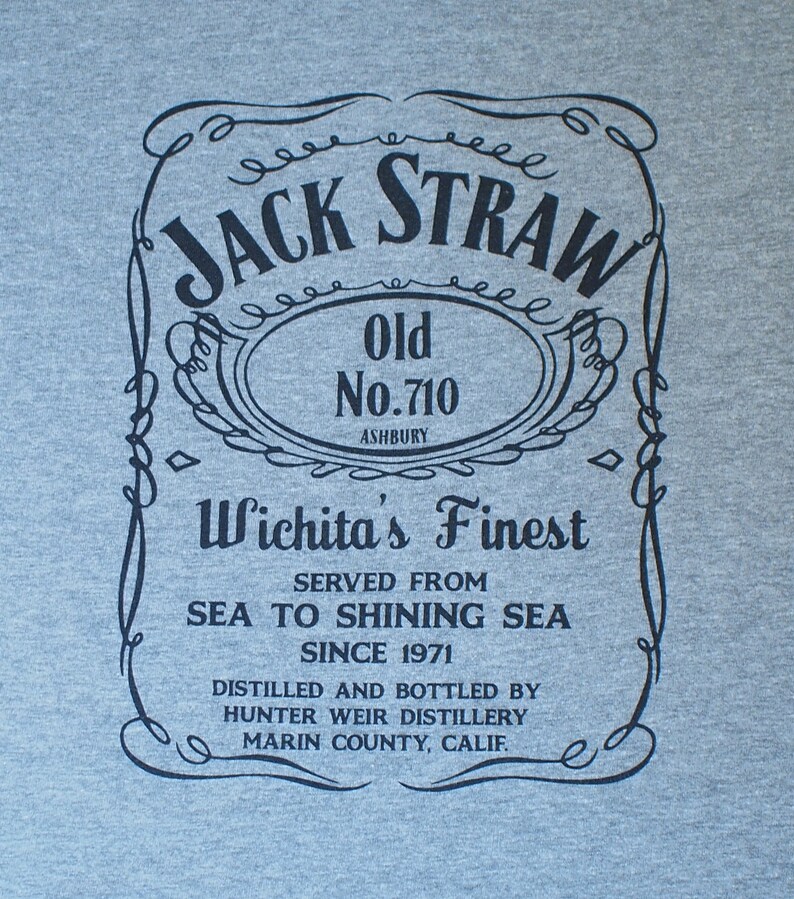 JACK STRAW
Old
No.710
ASHBURY
Wichita's Finest
SERVED FROM
SEA TO SHINING SEA
SINCE 1971
DISTILLED AND BOTTLED BY
HUNTER WEIR DISTILLERY
MARIN COUNTY, CALIF.